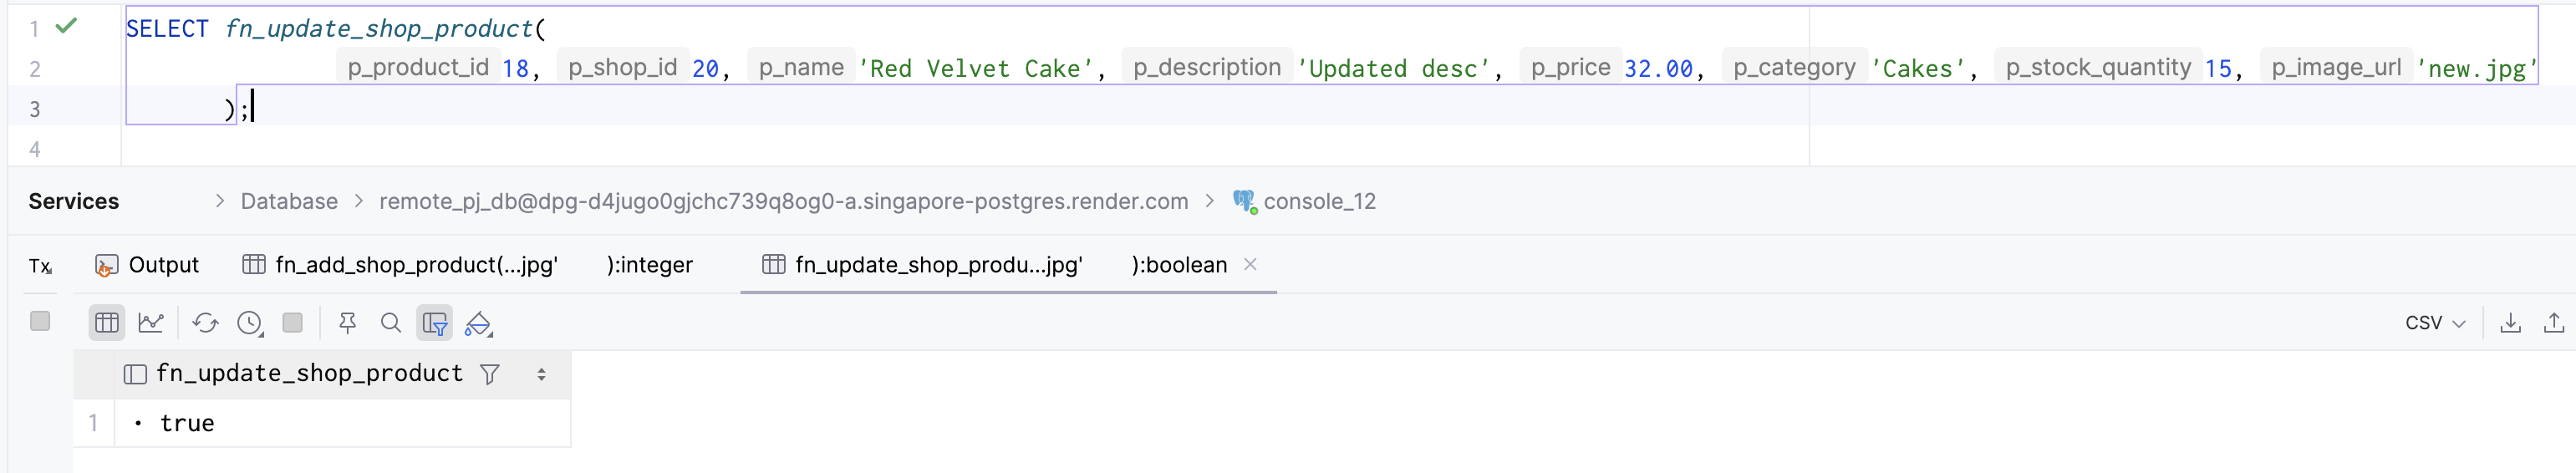 1 SELECT fn_update_shop_product(
2 p_product_id 18, p_shop_id 20, p_name 'Red Velvet Cake', p_description 'Updated desc', p_price 32.00, p_category 'Cakes', p_stock_quantity 15, p_image_url 'new.jpg'
3 );
4
Services > Database > remote_pj_db@dpg-d4jugo0gjchc739q8og0-a.singapore-postgres.render.com > console_12
Tx Output fn_add_shop_product(...jpg' ):integer fn_update_shop_produ...jpg' ):boolean
CSV
fn_update_shop_product
1 · true